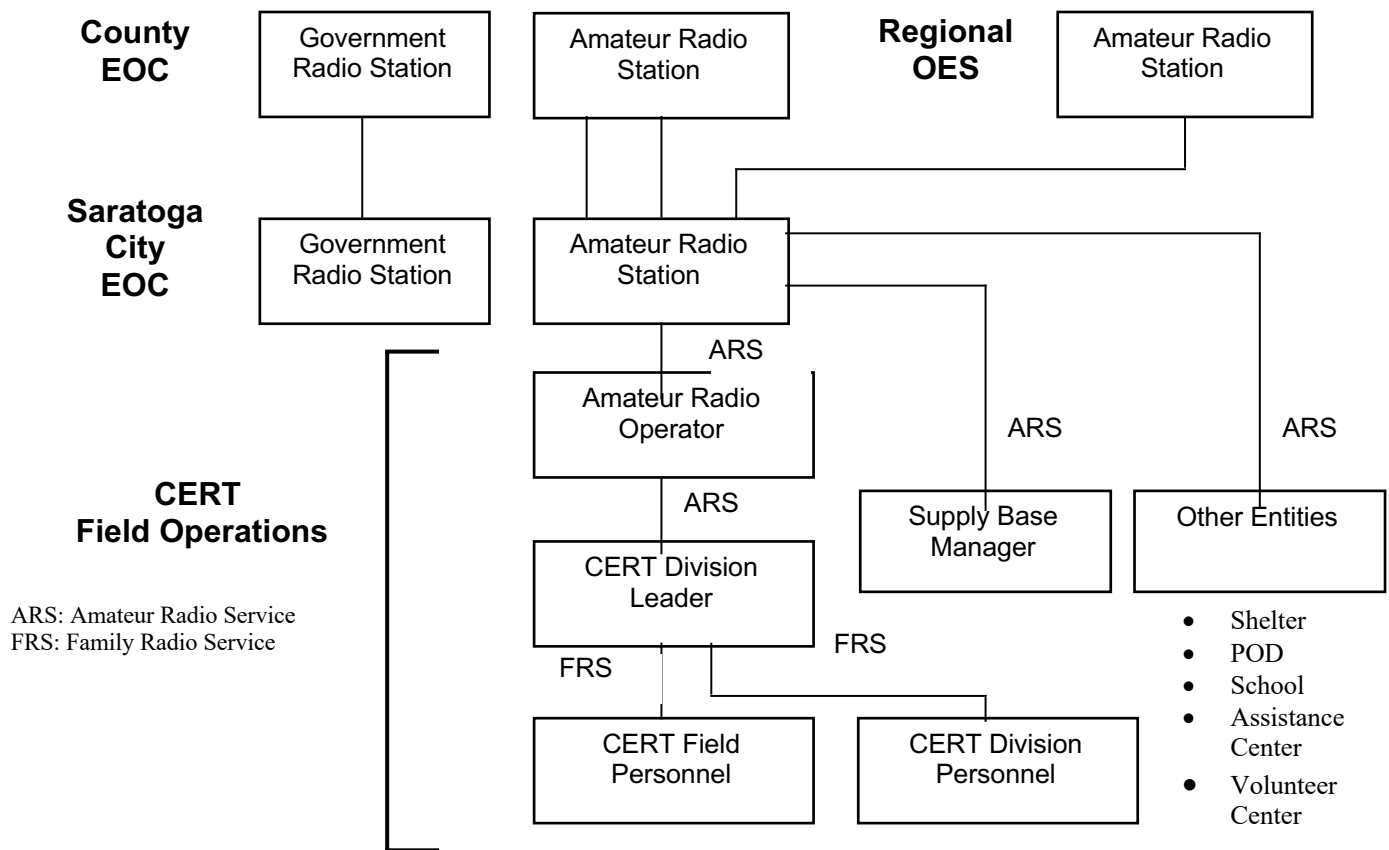 County
EOC
Government
Radio Station
Amateur Radio
Station
Regional
OES
Amateur Radio
Station
Saratoga
City
EOC
Government
Radio Station
Amateur Radio
Station
ARS
Amateur Radio
Operator
ARS
ARS
ARS
CERT
Field Operations
Supply Base
Manager
Other Entities
CERT Division
Leader
ARS: Amateur Radio Service
FRS: Family Radio Service
FRS
FRS
• Shelter
• POD
• School
• Assistance
Center
• Volunteer
Center
CERT Field
Personnel
CERT Division
Personnel